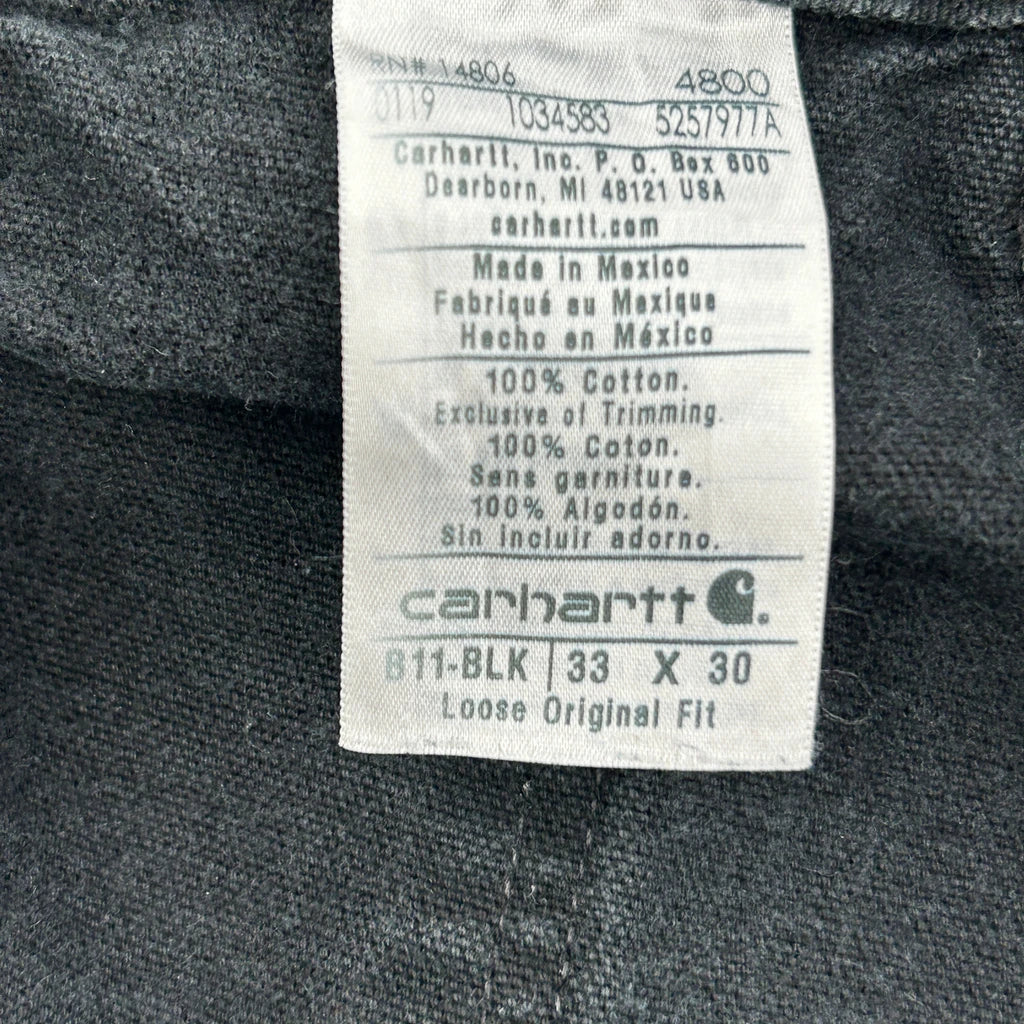 RN# 14806 4800
0119 1034583 5257977A
Carhartt, Inc. P. O. Box 600
Dearborn, MI 48121 USA
carhartt.com
Made in Mexico
Fabriqué au Mexique
Hecho en México
100% Cotton.
Exclusive of Trimming.
100% Coton.
Sans garniture.
100% Algodón.
Sin incluir adorno.
carhartt
B11-BLK | 33 X 30
Loose Original Fit